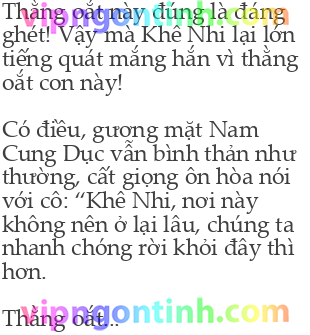 Thằng oắt này đúng là đáng
vipngontinh.com
ghét! Vậy mà Khê Nhi lại lớn
tiếng quát mắng hắn vì thằng
oắt con này!
Có điều, gương mặt Nam
Cung Dục vẫn bình thản như
thường, cất giọng ôn hòa nói
với cô: “Khê Nhi, nơi này
không nên ở lại lâu, chúng ta
nhanh chóng rời khỏi đây thì
hơn.
Thằng oắt...
vipngontinh.com